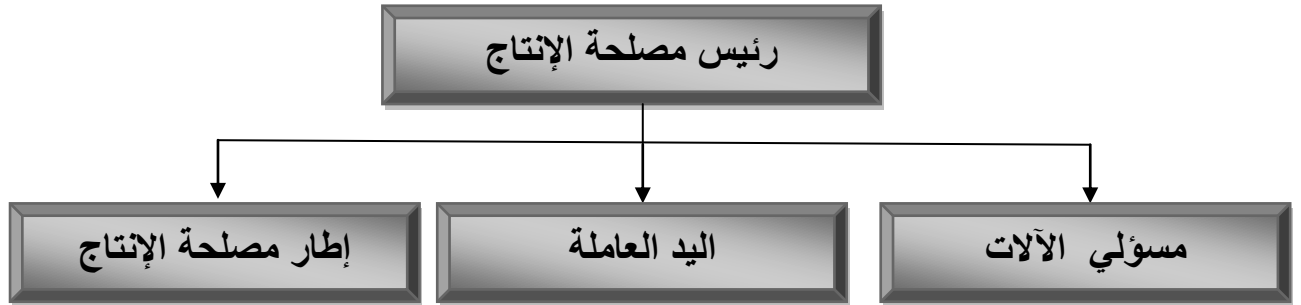 رئيس مصلحة الإنتاج
مسؤلي الآلات
اليد العاملة
إطار مصلحة الإنتاج